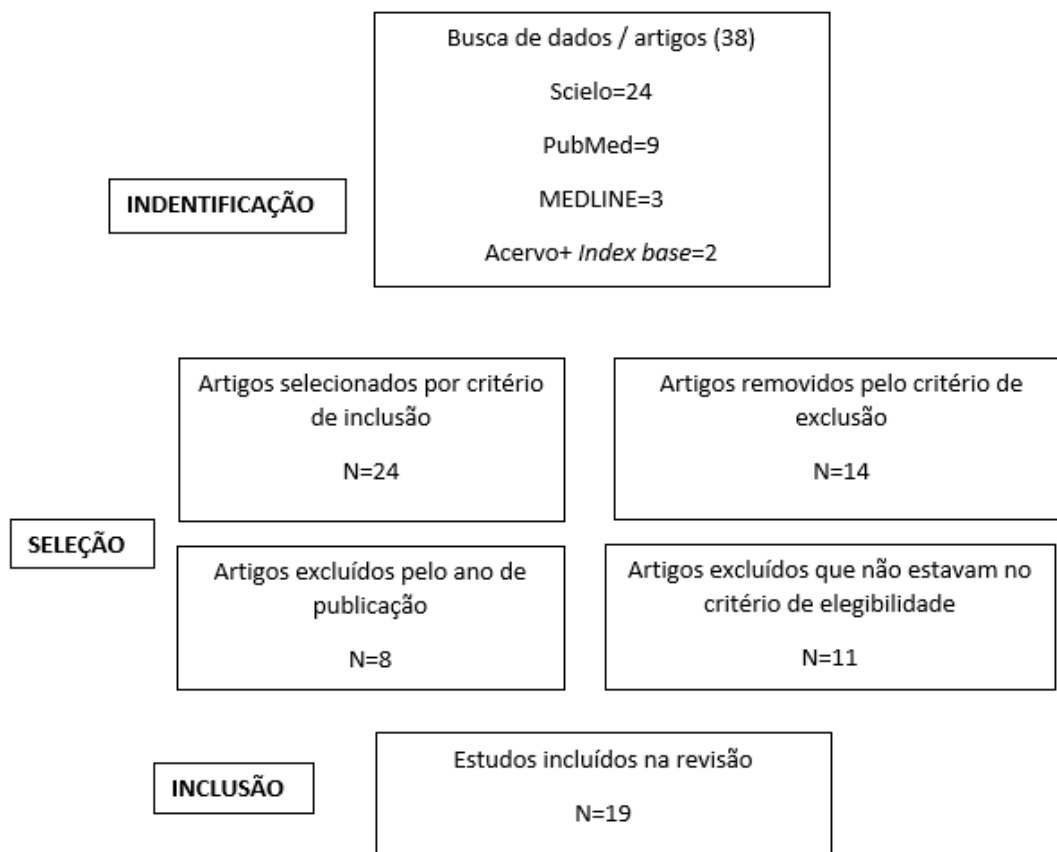 Busca de dados / artigos (38)
Scielo=24
PubMed=9
MEDLINE=3
Acervo+ Index base=2
INDENTIFICAÇÃO
Artigos selecionados por critério
de inclusão
N=24
Artigos removidos pelo critério de
exclusão
N=14
SELEÇÃO
Artigos excluídos pelo ano de
publicação
N=8
Artigos excluídos que não estavam no
critério de elegibilidade
N=11
Estudos incluídos na revisão
N=19
INCLUSÃO